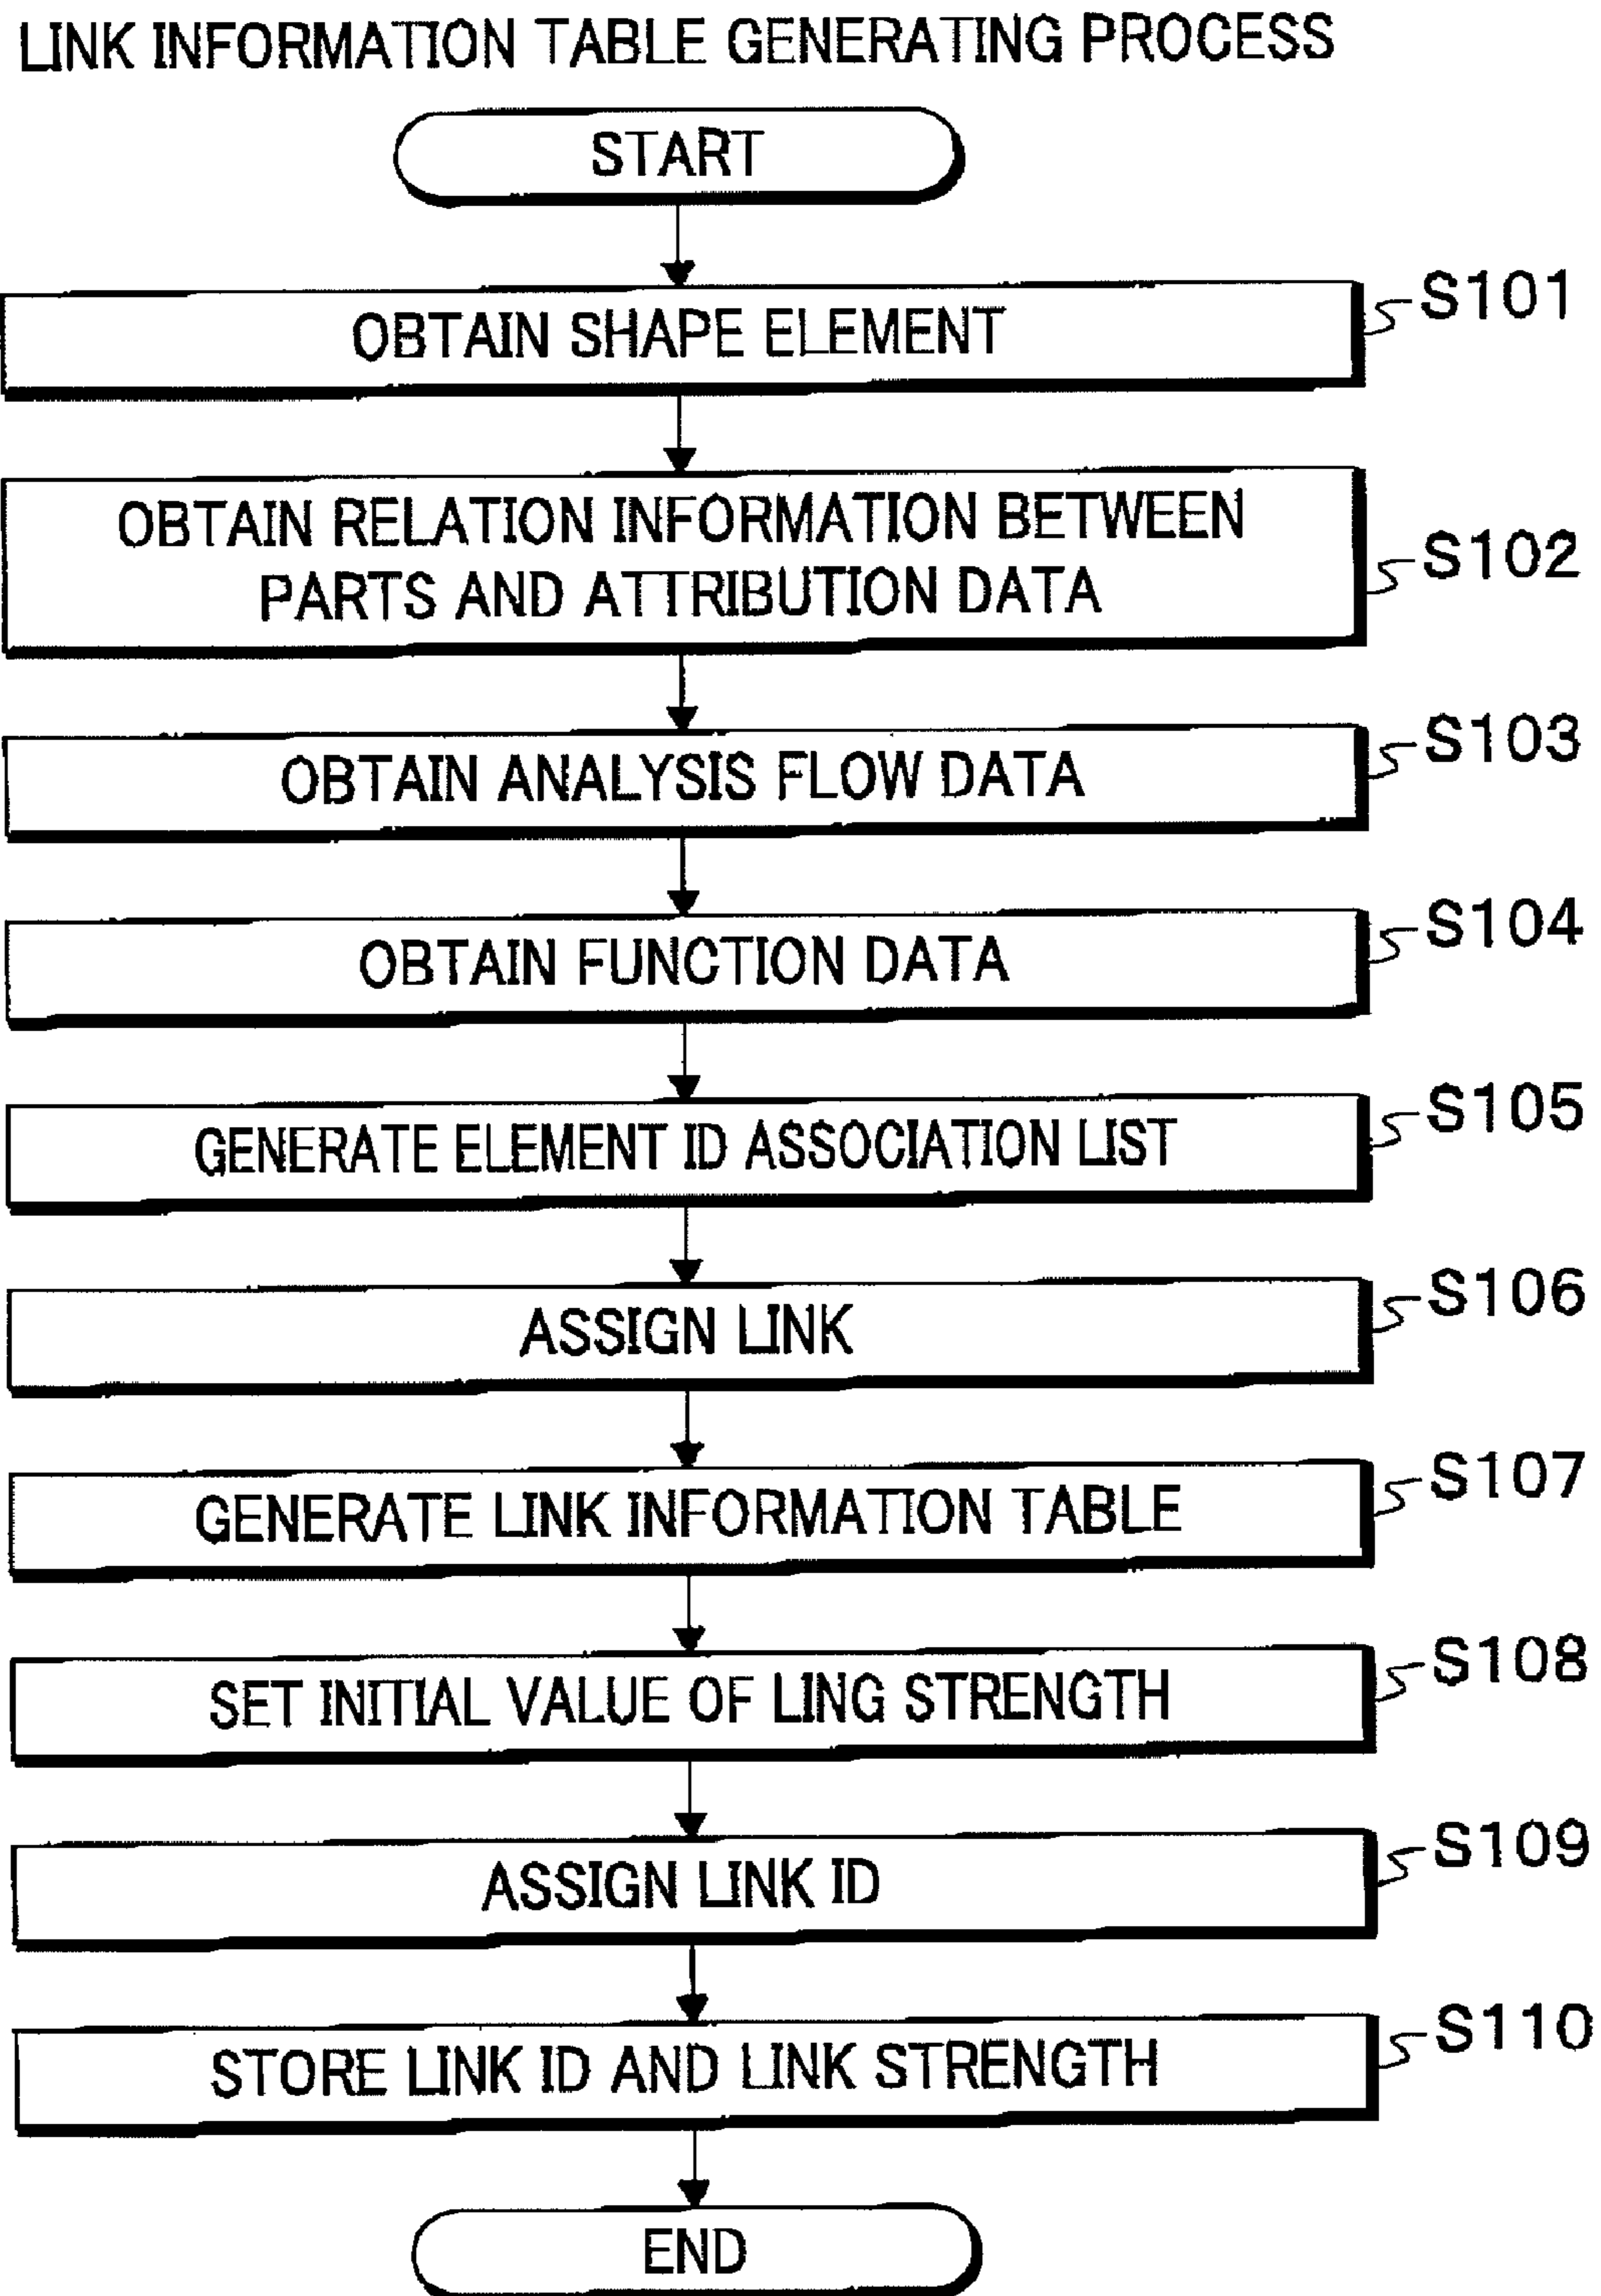 LINK INFORMATION TABLE GENERATING PROCESS
START
OBTAIN SHAPE ELEMENT
S101
OBTAIN RELATION INFORMATION BETWEEN
PARTS AND ATTRIBUTION DATA
S102
OBTAIN ANALYSIS FLOW DATA
S103
OBTAIN FUNCTION DATA
S104
GENERATE ELEMENT ID ASSOCIATION LIST
S105
ASSIGN LINK
S106
GENERATE LINK INFORMATION TABLE
S107
SET INITIAL VALUE OF LING STRENGTH
S108
ASSIGN LINK ID
S109
STORE LINK ID AND LINK STRENGTH
S110
END